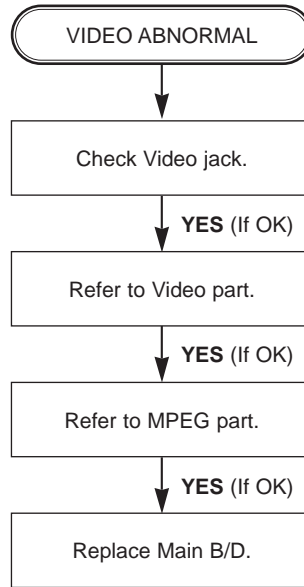 VIDEO ABNORMAL
Check Video jack.
YES (If OK)
Refer to Video part.
YES (If OK)
Refer to MPEG part.
YES (If OK)
Replace Main B/D.